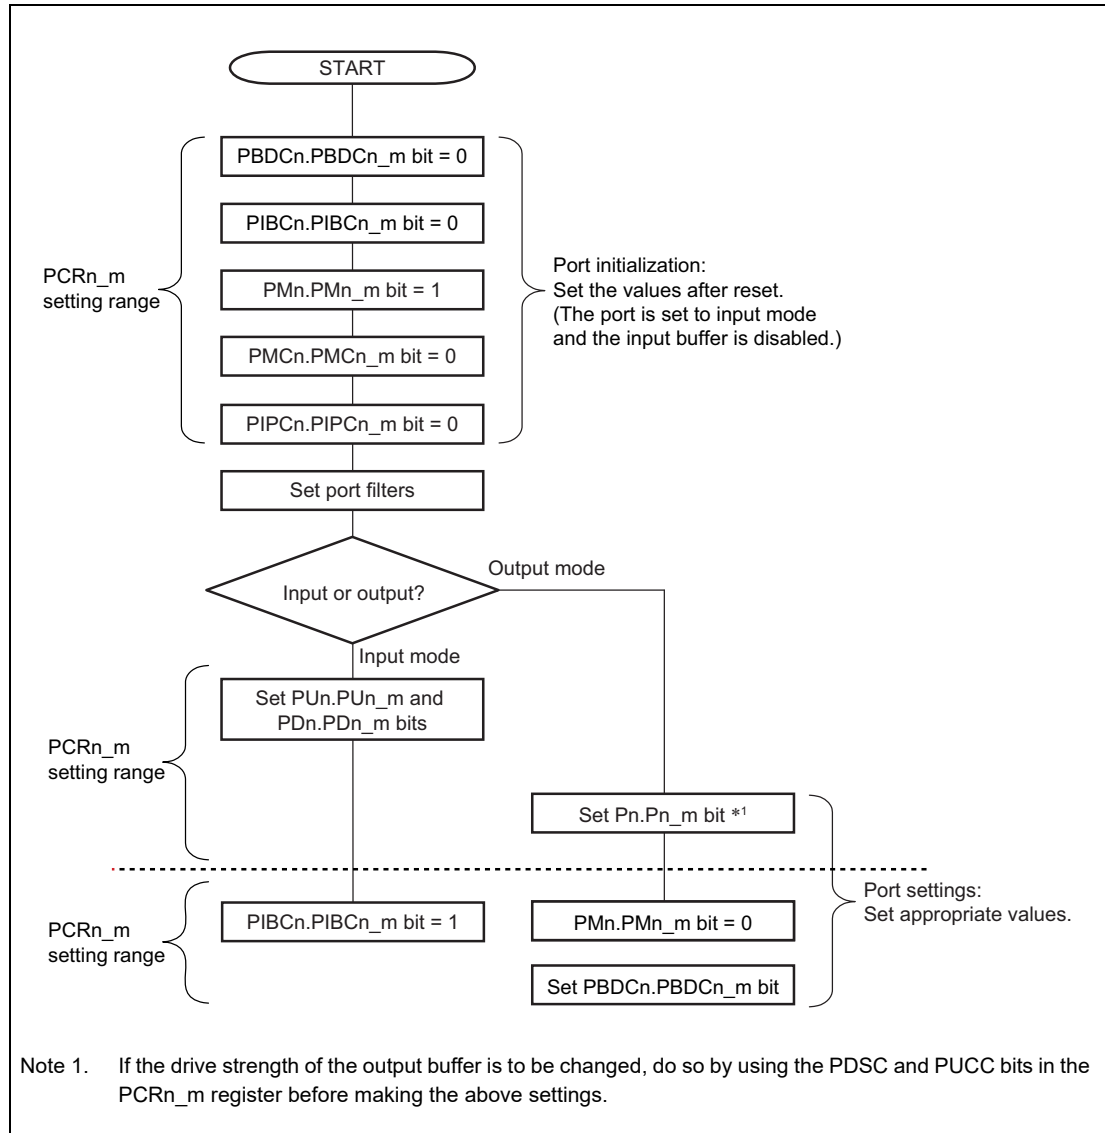 START
PBDCn.PBDCn_m bit = 0
PIBCn.PIBCn_m bit = 0
PMn.PMn_m bit = 1
PMCn.PMCn_m bit = 0
PIPCn.PIPCn_m bit = 0
PCRn_m
setting range
Port initialization:
Set the values after reset.
(The port is set to input mode
and the input buffer is disabled.)
Set port filters
Input or output?
Output mode
Input mode
Set PUn.PUn_m and
PDn.PDn_m bits
PCRn_m
setting range
Set Pn.Pn_m bit *1
PCRn_m
setting range
PIBCn.PIBCn_m bit = 1
PMn.PMn_m bit = 0
Set PBDCn.PBDCn_m bit
Port settings:
Set appropriate values.
Note 1. If the drive strength of the output buffer is to be changed, do so by using the PDSC and PUCC bits in the
PCRn_m register before making the above settings.